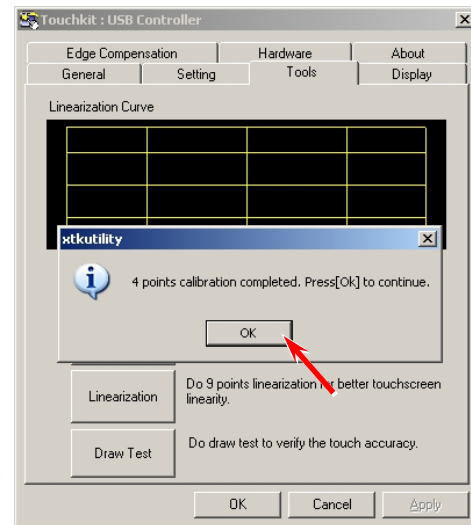 Touchkit : USB Controller
Edge Compensation Hardware About
General Setting Tools Display
Linearization Curve
xtkutility
4 points calibration completed. Press[Ok] to continue.
OK
Linearization
Do 9 points linearization for better touchscreen
linearity.
Draw Test
Do draw test to verify the touch accuracy.
OK Cancel Apply